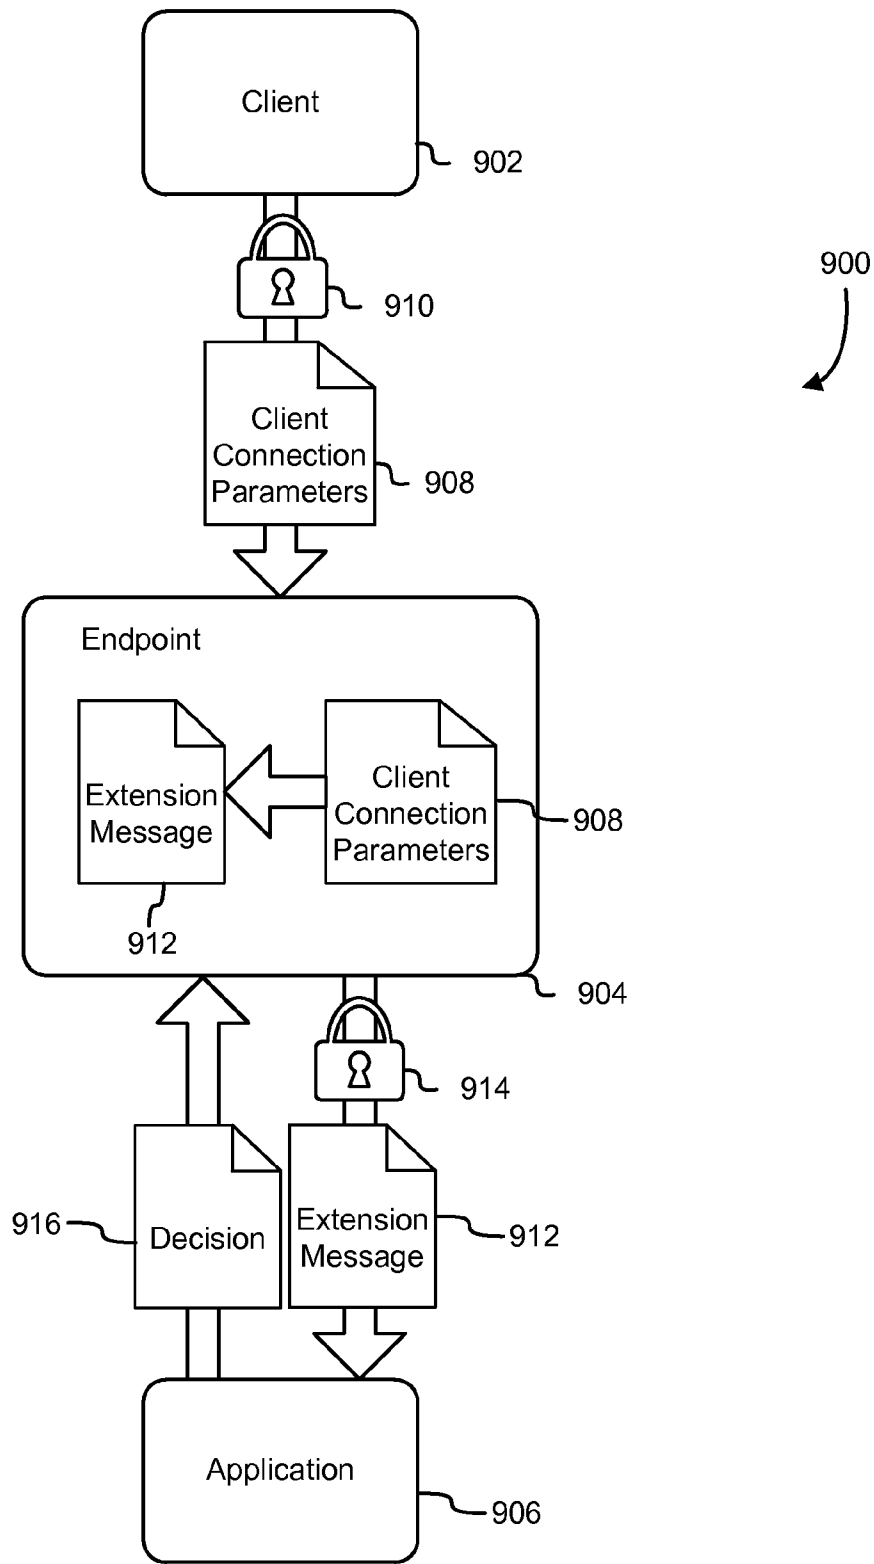 Client
902
900
910
Client
Connection
Parameters
908
Endpoint
Extension
Message
912
Client
Connection
Parameters
908
904
914
916
Decision
Extension
Message
912
Application
906